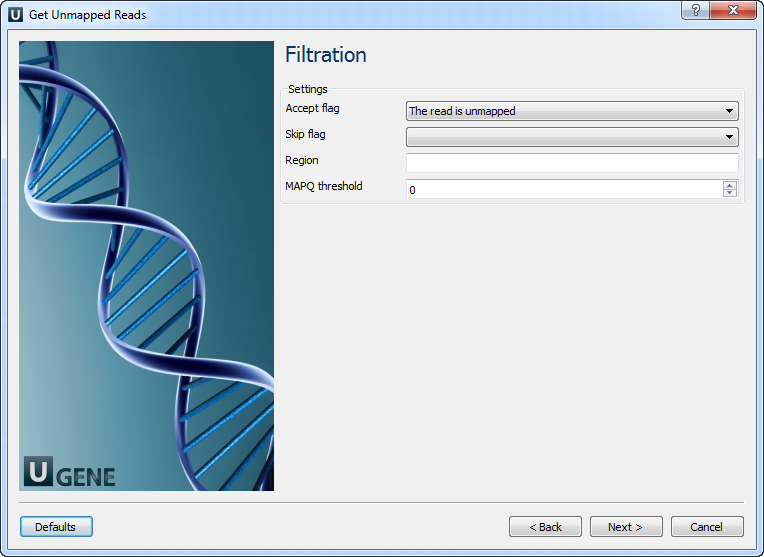 U Get Unmapped Reads
?
Filtration
Settings
Accept flag
The read is unmapped
Skip flag
Region
MAPQ threshold
0
U GENE
Defaults
< Back
Next >
Cancel